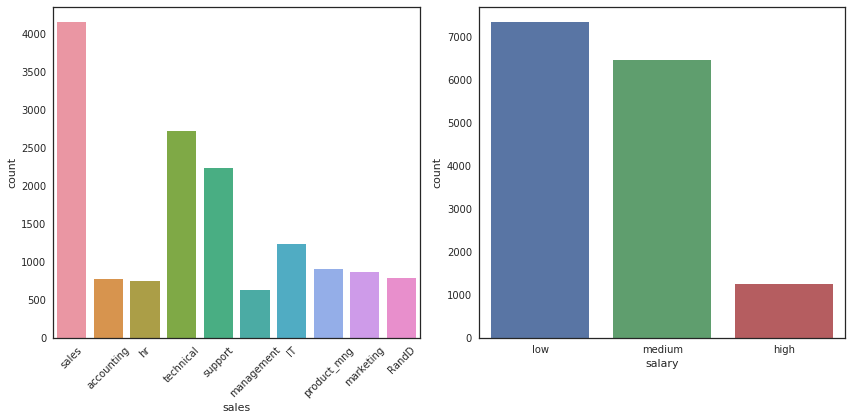 count
4000
3500
3000
2500
2000
1500
1000
500
0
sales
accounting
hr
technical
support
management
IT
product_mng
marketing
RandD
sales
count
7000
6000
5000
4000
3000
2000
1000
0
low
medium
high
salary